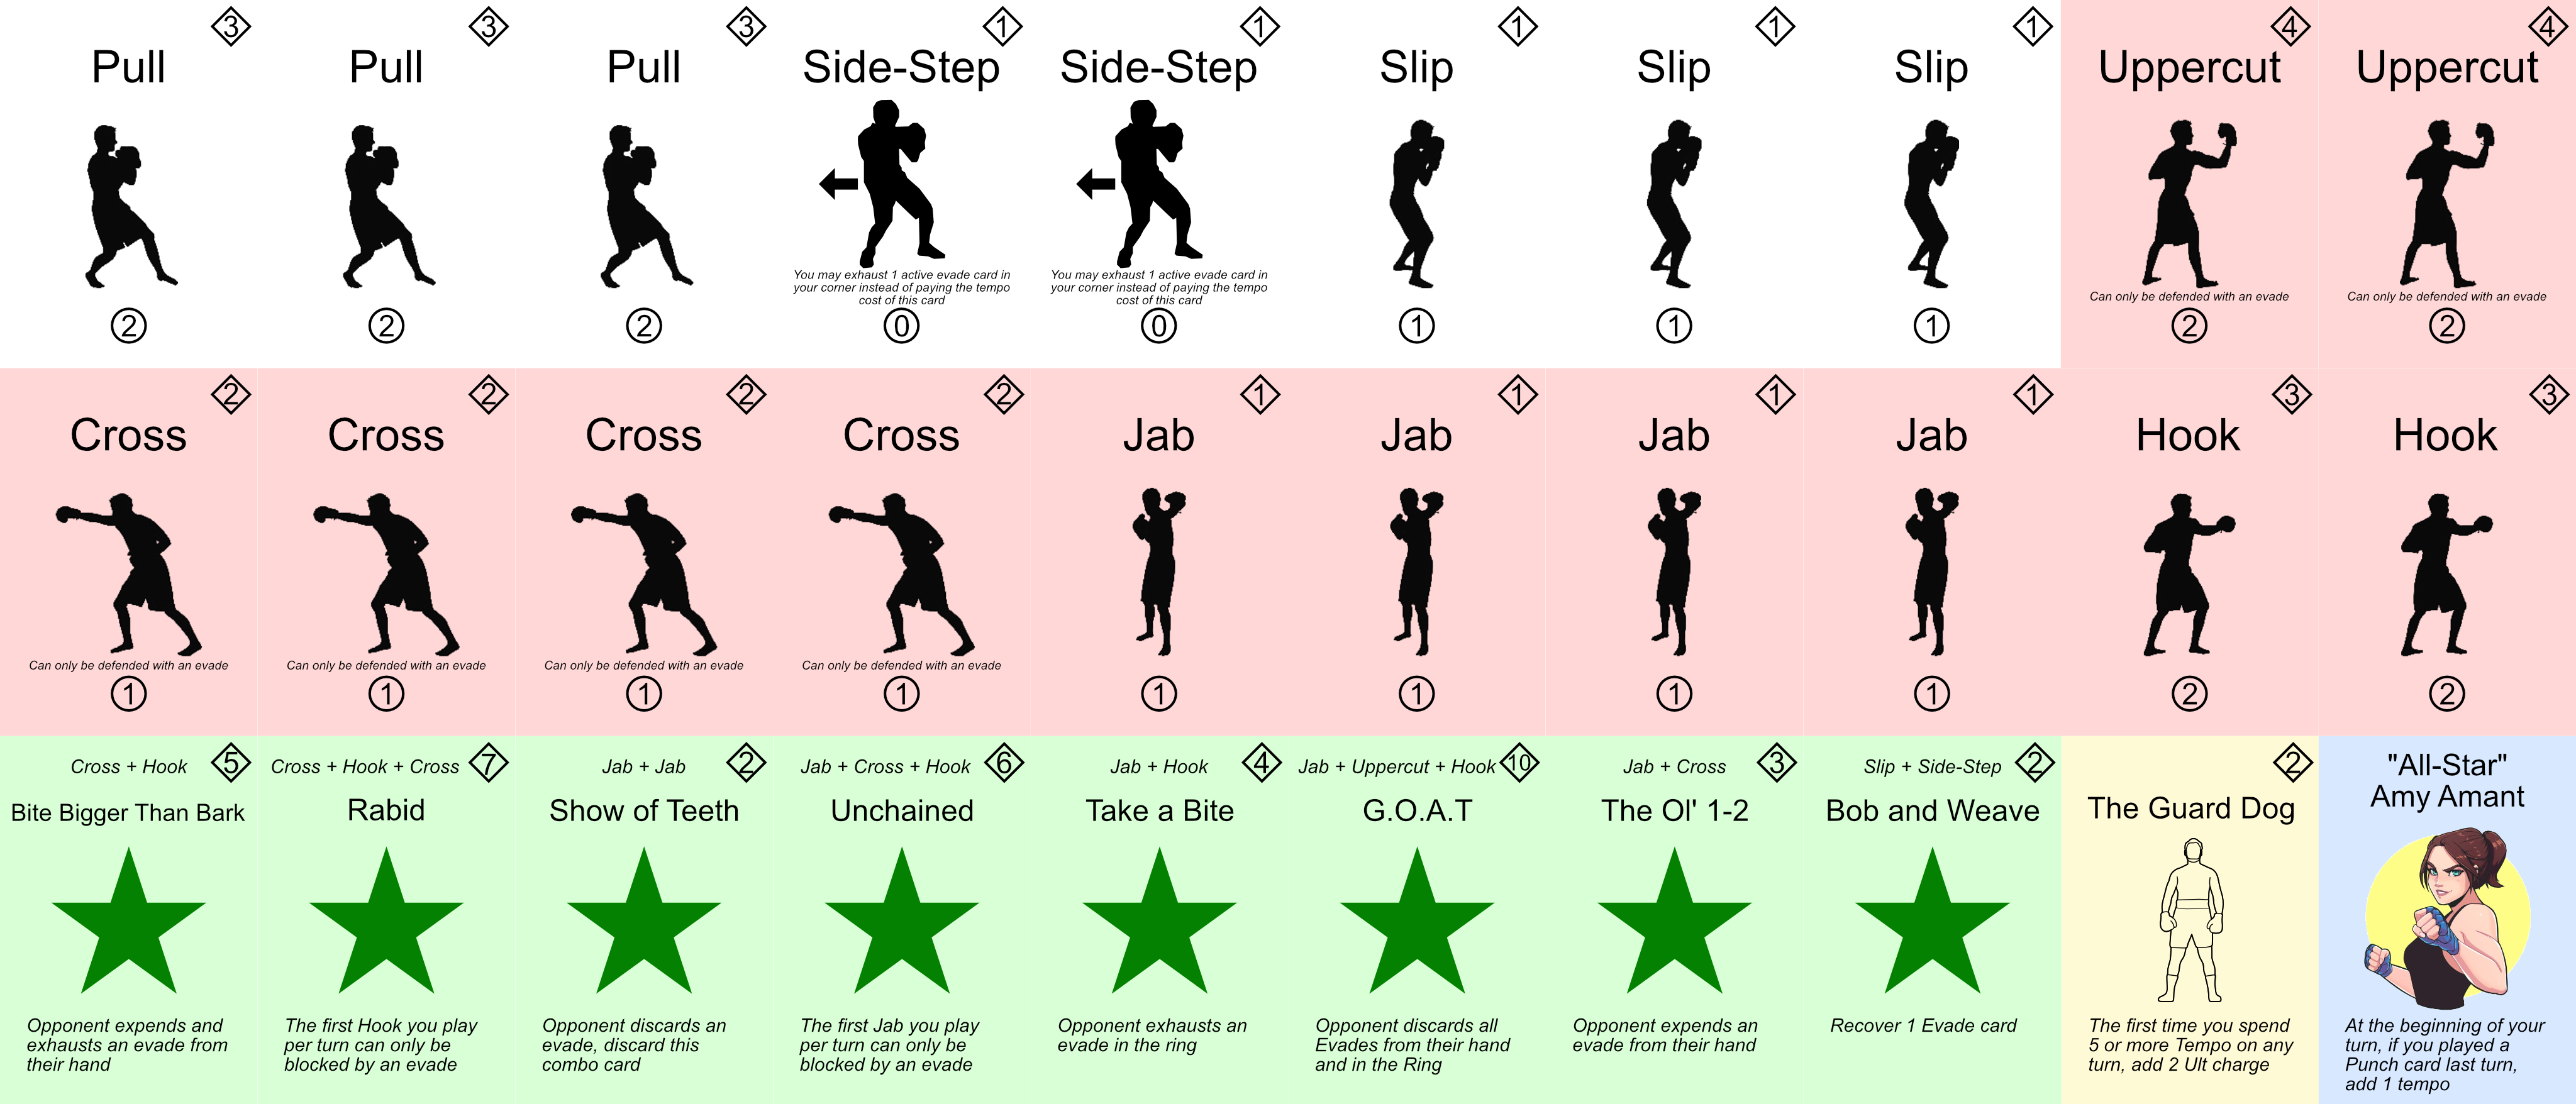 3
Pull
2
3
Pull
2
3
Pull
2
1
Side-Step
You may exhaust 1 active evade card in
your corner instead of paying the tempo
cost of this card
0
1
Side-Step
You may exhaust 1 active evade card in
your corner instead of paying the tempo
cost of this card
0
1
Slip
1
1
Slip
1
1
Slip
1
4
Uppercut
Can only be defended with an evade
2
4
Uppercut
Can only be defended with an evade
2
2
Cross
Can only be defended with an evade
1
2
Cross
Can only be defended with an evade
1
2
Cross
Can only be defended with an evade
1
2
Cross
Can only be defended with an evade
1
1
Jab
1
1
Jab
1
1
Jab
1
1
Jab
1
3
Hook
2
3
Hook
2
Cross + Hook 5
Bite Bigger Than Bark
Opponent expends and
exhausts an evade from
their hand
Cross + Hook + Cross 7
Rabid
The first Hook you play
per turn can only be
blocked by an evade
Jab + Jab 2
Show of Teeth
Opponent discards an
evade, discard this
combo card
Jab + Cross + Hook 6
Unchained
The first Jab you play
per turn can only be
blocked by an evade
Jab + Hook 4
Take a Bite
Opponent exhausts an
evade in the ring
Jab + Uppercut + Hook 10
G.O.A.T
Opponent discards all
Evades from their hand
and in the Ring
Jab + Cross 3
The Ol' 1-2
Opponent expends an
evade from their hand
Slip + Side-Step 2
Bob and Weave
Recover 1 Evade card
2
The Guard Dog
The first time you spend
5 or more Tempo on any
turn, add 2 Ult charge
"All-Star"
Amy Amant
At the beginning of your
turn, if you played a
Punch card last turn,
add 1 tempo